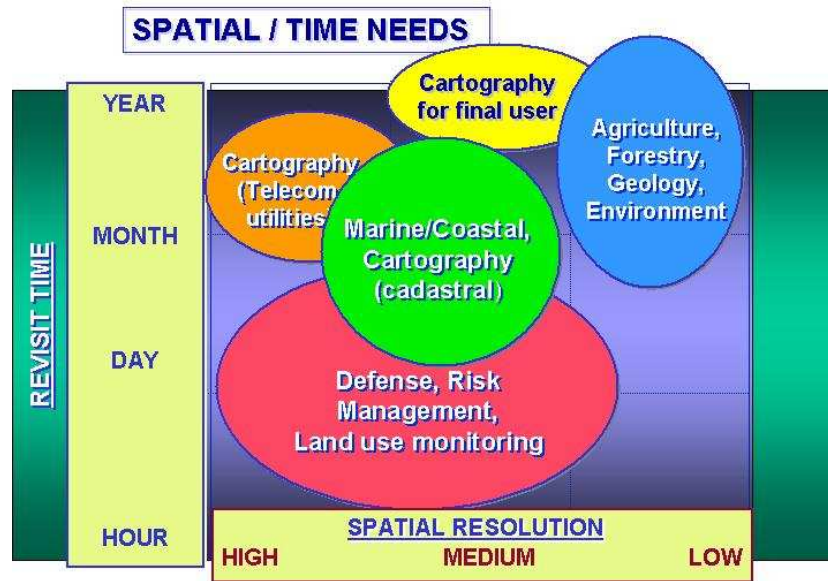 SPATIAL / TIME NEEDS
REVISIT TIME
YEAR
MONTH
DAY
HOUR
Cartography
for final user
Agriculture,
Forestry,
Geology,
Environment
Cartography
(Telecom
utilities)
Marine/Coastal,
Cartography
(cadastral)
Defense, Risk
Management,
Land use monitoring
SPATIAL RESOLUTION
HIGH MEDIUM LOW